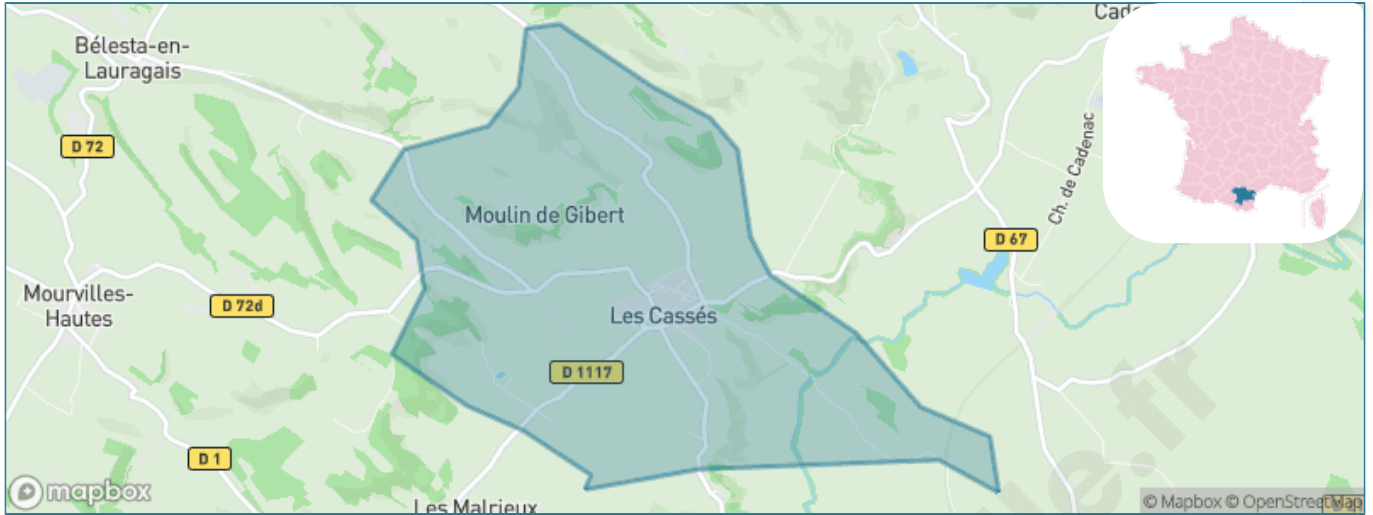 Cad
Bélesta-en-
Lauragais
D 72
Ch. de Cadenac
Moulin de Gibert
D 67
Mourvilles-
Hautes
D 72d
Les Cassés
D 1117
D 1
mapbox
Les Malrieux
© Mapbox © OpenStreetMap